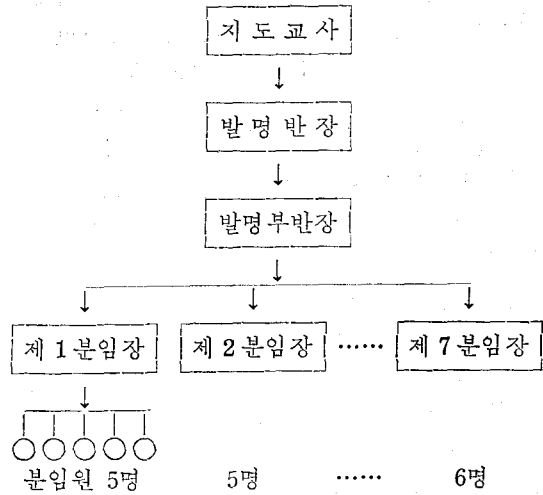 지도교사
발명반장
발명부반장
제1분임장 제2분임장 …… 제7분임장
분임원 5명 5명 …… 6명